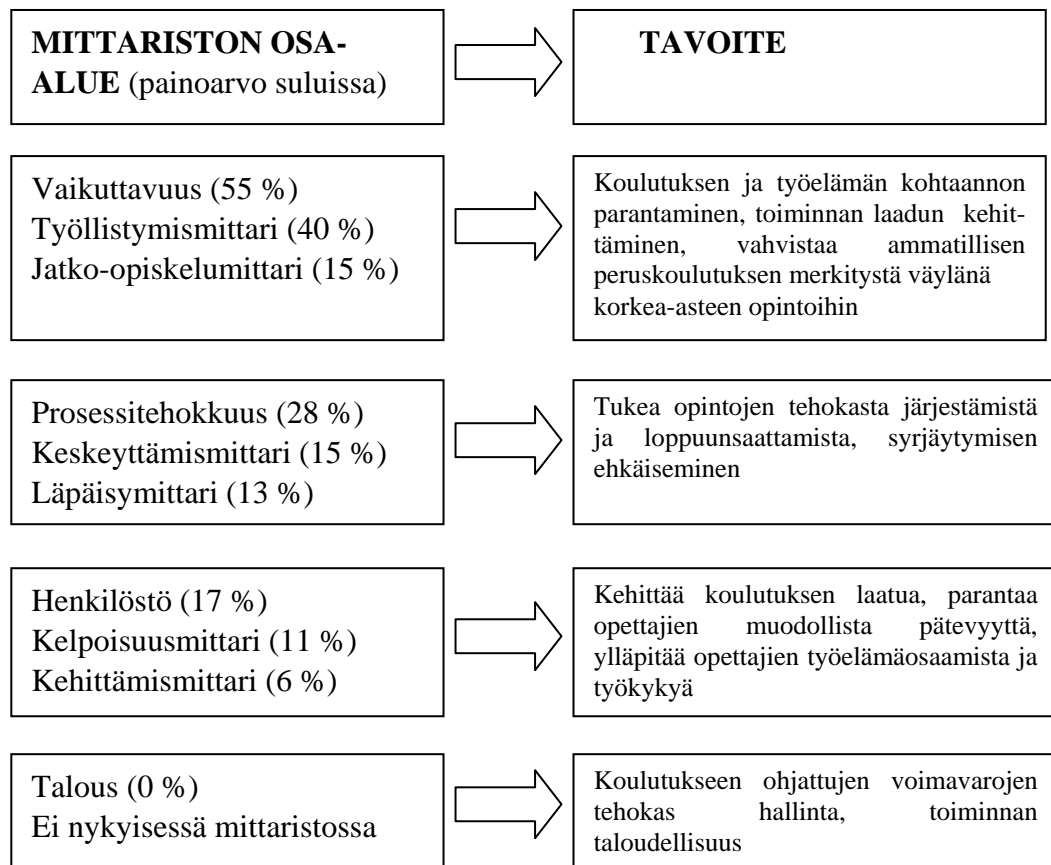 MITTARISTON OSA-
ALUE (painoarvo suluissa)
TAVOITE
Vaikuttavuus (55 %)
Työllistymismittari (40 %)
Jatko-opiskelumittari (15 %)
Koulutuksen ja työelämän kohtaannon
parantaminen, toiminnan laadun kehit-
täminen, vahvistaa ammatillisen
peruskoulutuksen merkitystä väylänä
korkea-asteen opintoihin
Prosessitehokkuus (28 %)
Keskeyttämismittari (15 %)
Läpäisymittari (13 %)
Tukea opintojen tehokasta järjestämistä
ja loppuunsaattamista, syrjäytymisen
ehkäiseminen
Henkilöstö (17 %)
Kelpoisuusmittari (11 %)
Kehittämismittari (6 %)
Kehittää koulutuksen laatua, parantaa
opettajien muodollista pätevyyttä,
ylläpitää opettajien työelämäosaamista ja
työkykyä
Talous (0 %)
Ei nykyisessä mittaristossa
Koulutukseen ohjattujen voimavarojen
tehokas hallinta, toiminnan
taloudellisuus